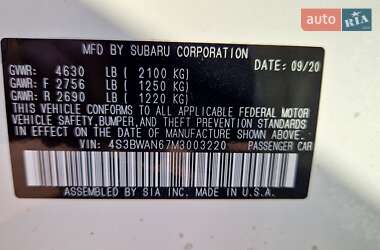 auto RIA
MFD BY SUBARU CORPORATION
DATE: 09/20
GVWR: 4630 LB ( 2100 KG)
GAWR: F 2756 LB ( 1250 KG)
GAWR: R 2690 LB ( 1220 KG)
THIS VEHICLE CONFORMS TO ALL APPLICABLE FEDERAL MOTOR
VEHICLE SAFETY, BUMPER, AND THEFT PREVENTION STANDARDS
IN EFFECT ON THE DATE OF MANUFACTURE SHOWN ABOVE.
VIN: 4S3BWAN67M3003220 PASSENGER CAR
ASSEMBLED BY SIA INC. MADE IN U.S.A.